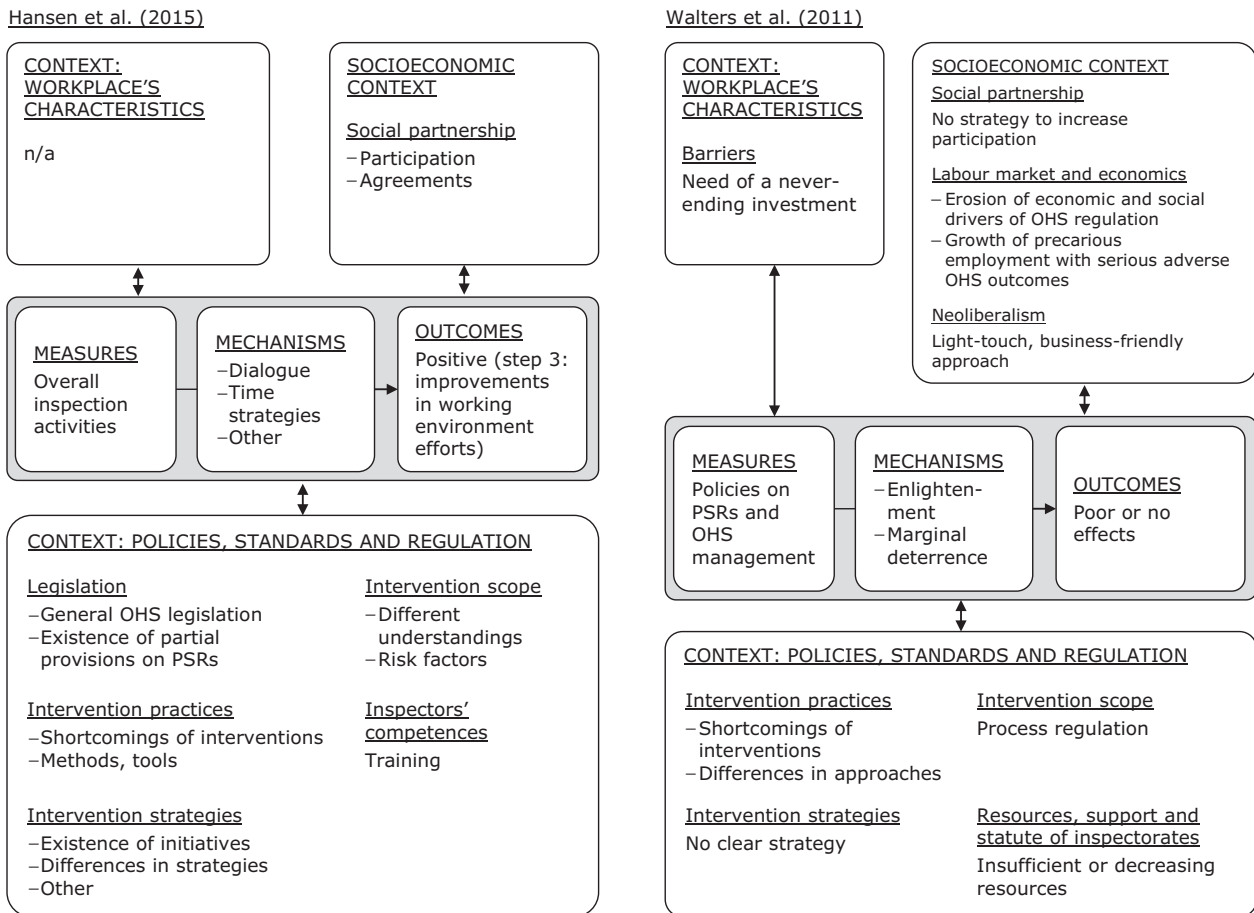 Hansen et al. (2015)
CONTEXT:
WORKPLACE'S
CHARACTERISTICS
n/a
SOCIOECONOMIC
CONTEXT
Social partnership
–Participation
–Agreements
MEASURES
Overall
inspection
activities
MECHANISMS
–Dialogue
–Time
strategies
–Other
OUTCOMES
Positive (step 3:
improvements
in working
environment
efforts)
CONTEXT: POLICIES, STANDARDS AND REGULATION
Legislation
–General OHS legislation
–Existence of partial
provisions on PSRs
Intervention scope
–Different
understandings
–Risk factors
Intervention practices
–Shortcomings of interventions
–Methods, tools
Inspectors’
competences
Training
Intervention strategies
–Existence of initiatives
–Differences in strategies
–Other
Walters et al. (2011)
CONTEXT:
WORKPLACE'S
CHARACTERISTICS
Barriers
Need of a never-
ending investment
SOCIOECONOMIC CONTEXT
Social partnership
No strategy to increase
participation
Labour market and economics
– Erosion of economic and social
drivers of OHS regulation
– Growth of precarious
employment with serious adverse
OHS outcomes
Neoliberalism
Light-touch, business-friendly
approach
MEASURES
Policies on
PSRs and
OHS
management
MECHANISMS
–Enlighten-
ment
–Marginal
deterrence
OUTCOMES
Poor or no
effects
CONTEXT: POLICIES, STANDARDS AND REGULATION
Intervention practices
–Shortcomings of
interventions
–Differences in approaches
Intervention scope
Process regulation
Intervention strategies
No clear strategy
Resources, support and
statute of inspectorates
Insufficient or decreasing
resources